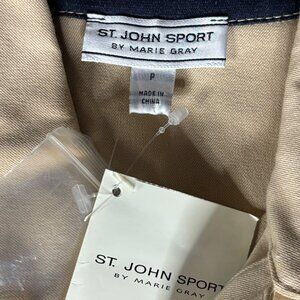 ST. JOHN SPORT
BY MARIE GRAY
P
MADE IN
CHINA
ST. JOHN SPORT
BY MARIE GRAY